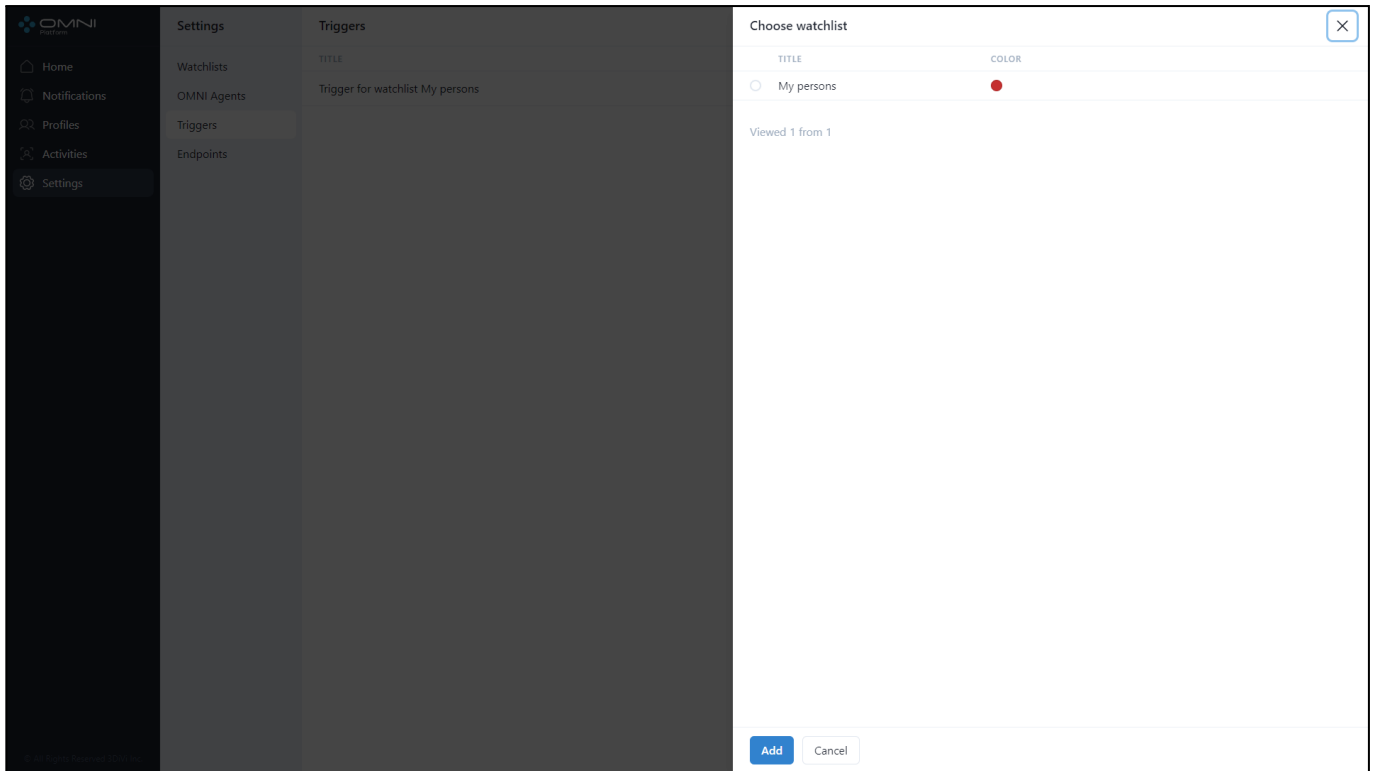 OMNI
Platform
Home
Notifications
Profiles
Activities
Settings
Settings
Watchlists
OMNI Agents
Triggers
Endpoints
Triggers
TITLE
Trigger for watchlist My persons
Choose watchlist
TITLE COLOR
My persons
Viewed 1 from 1
Add Cancel